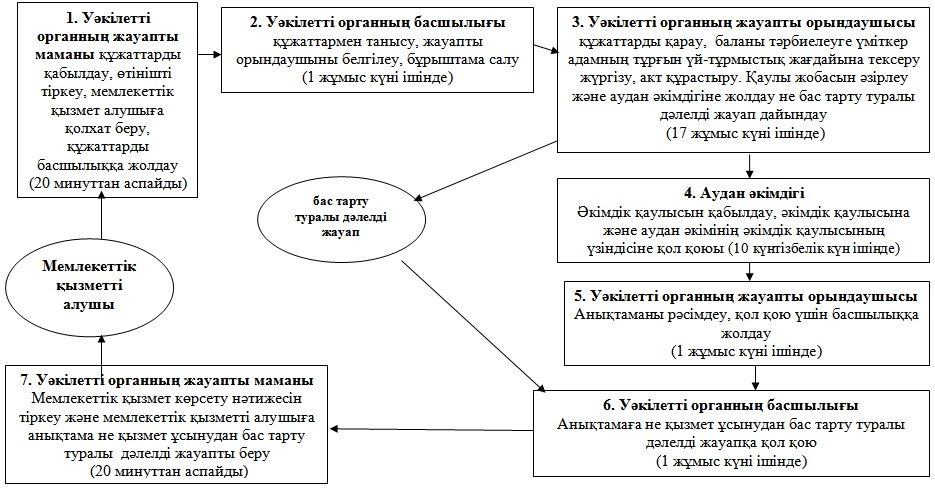 1. Уәкілетті
органның жауапты
маманы құжаттарды
қабылдау, өтінішті
тіркеу, мемлекеттік
қызмет алушыға
қолхат беру,
құжаттарды
басшылыққа жолдау
(20 минуттан аспайды)
2. Уәкілетті органның басшылығы
құжаттармен танысу, жауапты
орындаушыны белгілеу, бұрыштама салу
(1 жұмыс күні ішінде)
3. Уәкілетті органның жауапты орындаушысы
құжаттарды қарау, баланы тәрбиелеуге үміткер
адамның тұрғын үй-тұрмыстық жағдайына тексеру
жүргізу, акт құрастыру. Қаулы жобасын әзірлеу
және аудан әкімдігіне жолдау не бас тарту туралы
дәлелді жауап дайындау
(17 жұмыс күні ішінде)
бас тарту
туралы дәлелді
жауап
4. Аудан әкімдігі
Әкімдік қаулысын қабылдау, әкімдік қаулысына
және аудан әкімінің әкімдік қаулысының
үзіндісіне қол қоюы (10 күнтізбелік күн ішінде)
Мемлекеттік
қызметті
алушы
5. Уәкілетті органның жауапты орындаушысы
Анықтаманы рәсімдеу, қол қою үшін басшылыққа
жолдау
(1 жұмыс күні ішінде)
6. Уәкілетті органның басшылығы
Анықтамаға не қызмет ұсынудан бас тарту туралы
дәлелді жауапқа қол қою
(1 жұмыс күні ішінде)
7. Уәкілетті органның жауапты маманы
Мемлекеттік қызмет көрсету нәтижесін
тіркеу және мемлекеттік қызметті алушыға
анықтама не қызмет ұсынудан бас тарту
туралы дәлелді жауапты беру
(20 минуттан аспайды)